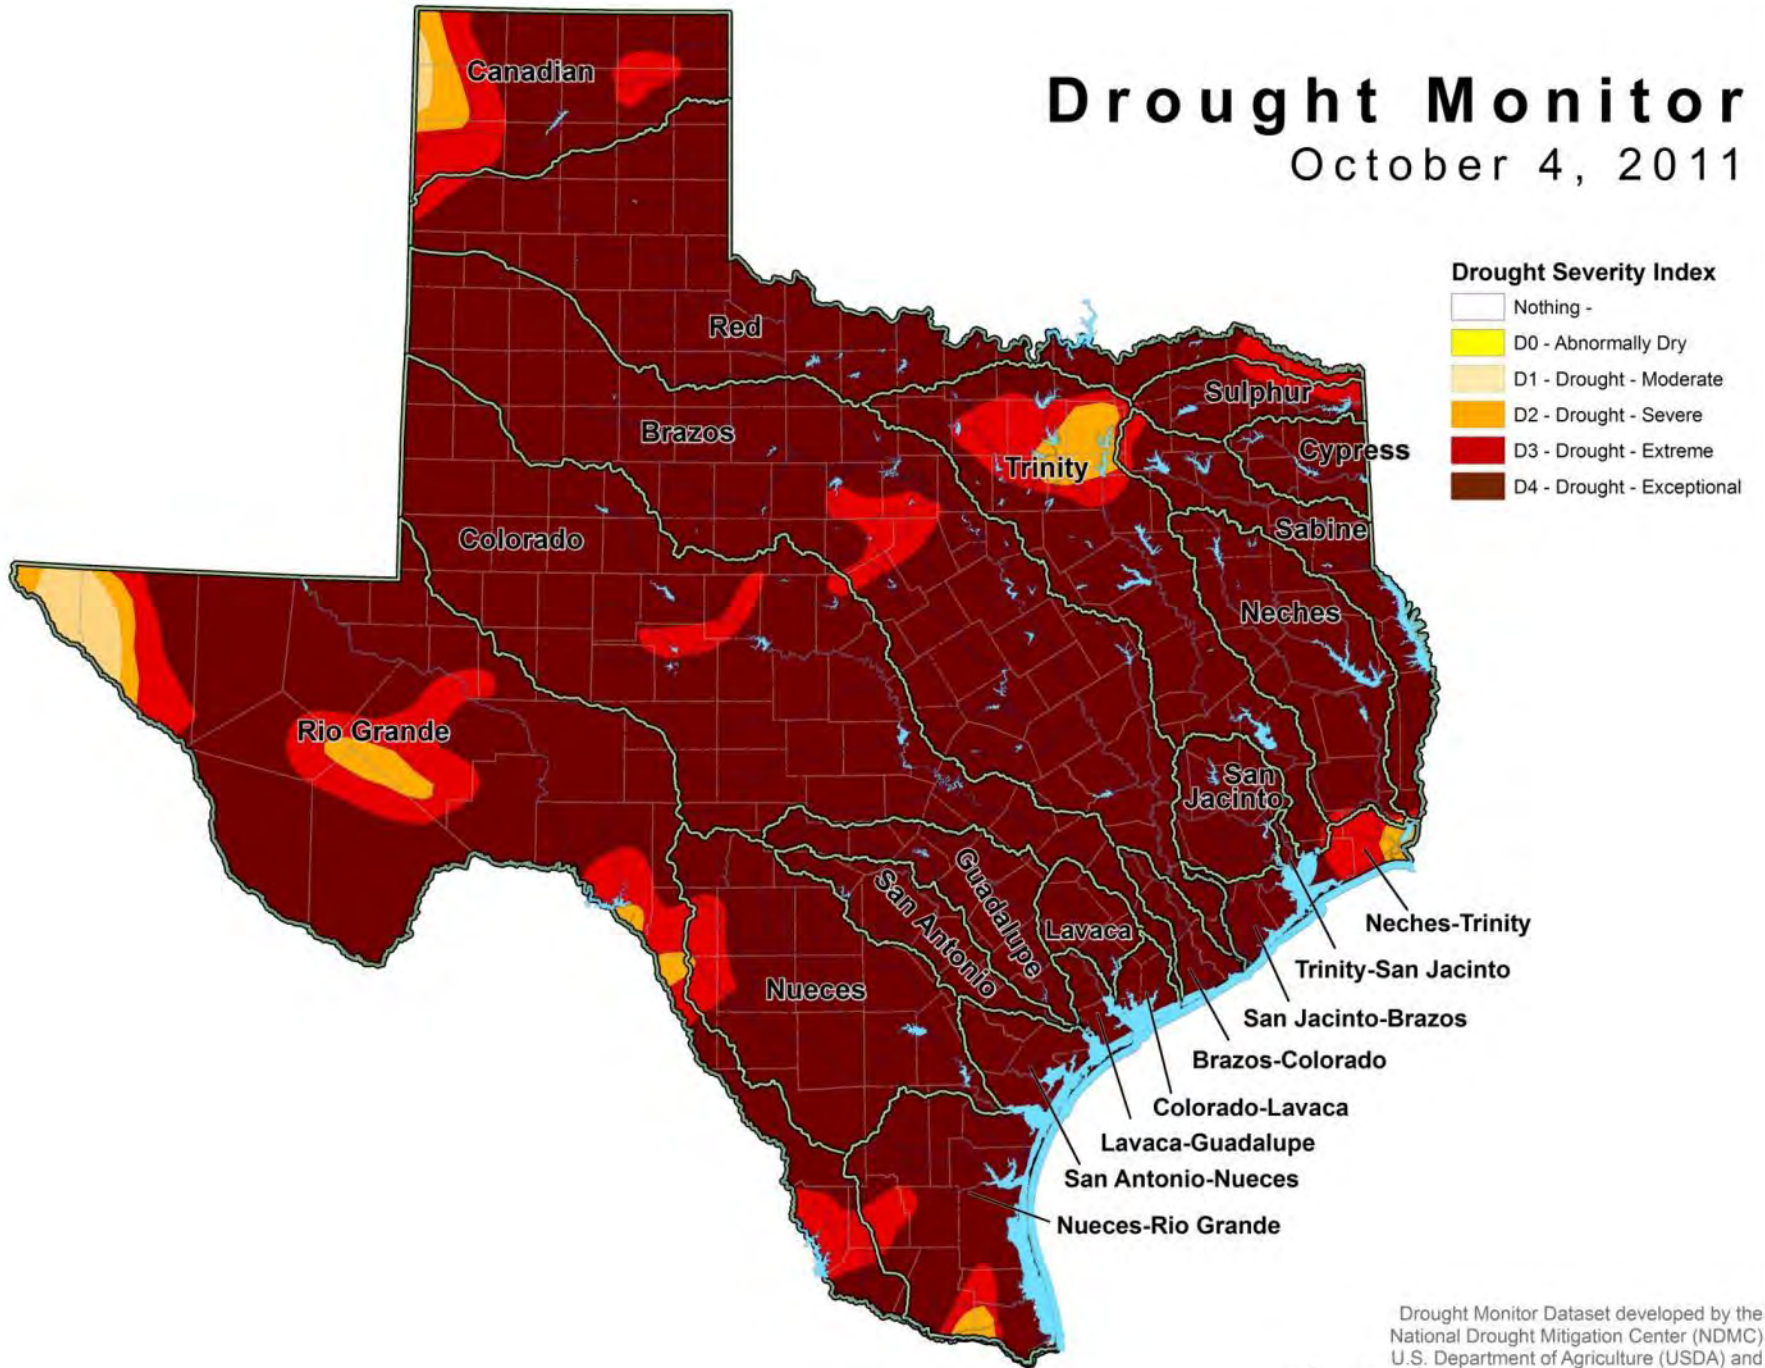 Drought Monitor
October 4, 2011
Drought Severity Index
Nothing -
D0 - Abnormally Dry
D1 - Drought - Moderate
D2 - Drought - Severe
D3 - Drought - Extreme
D4 - Drought - Exceptional
Canadian
Red
Sulphur
Brazos
Cypress
Trinity
Colorado
Sabine
Neches
Rio Grande
San
Jacinto
Guadalupe
San Antonio
Lavaca
Nueces
Neches-Trinity
Trinity-San Jacinto
San Jacinto-Brazos
Brazos-Colorado
Colorado-Lavaca
Lavaca-Guadalupe
San Antonio-Nueces
Nueces-Rio Grande
Drought Monitor Dataset developed by the
National Drought Mitigation Center (NDMC)
U.S. Department of Agriculture (USDA) and